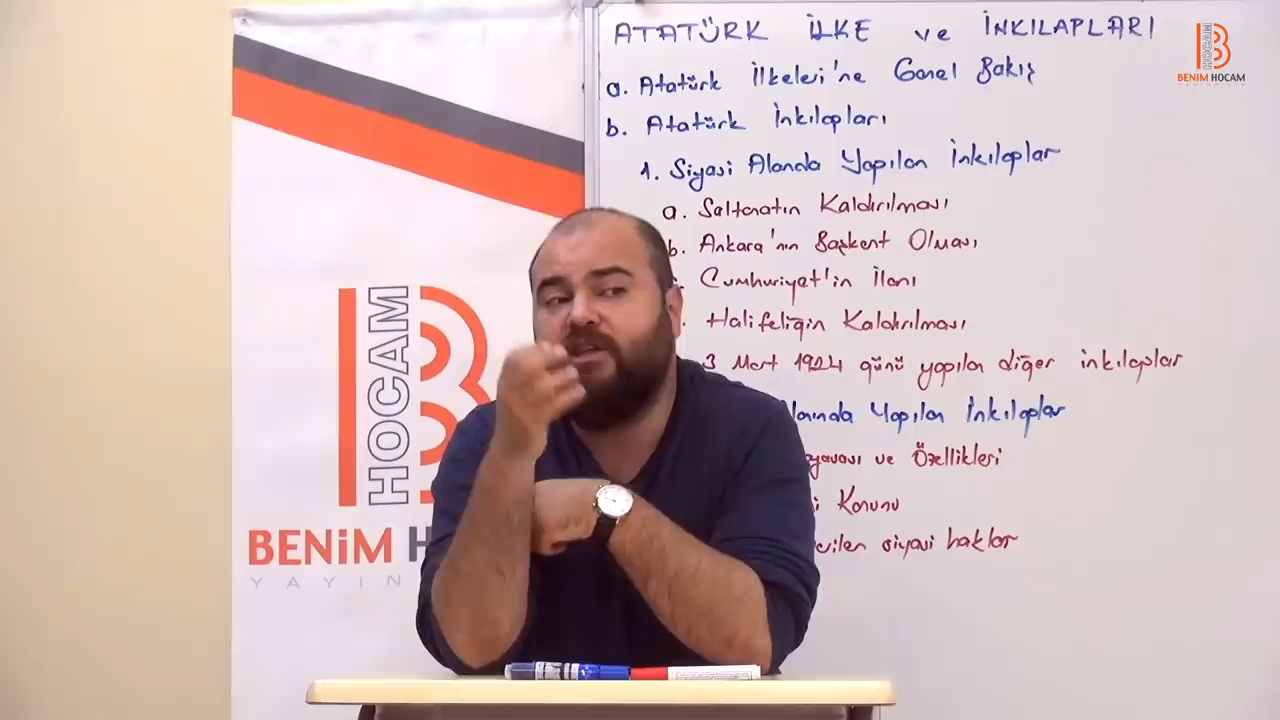 ATATÜRK İLKE ve İNKILAPLARI
a. Atatürk İlkeleri'ne Genel Bakış
b. Atatürk İnkılapları
1. Siyasi Alanda Yapılan İnkılaplar
a. Saltanatın Kaldırılması
b. Ankara'nın Başkent Olması
Cumhuriyet'in İlanı
Halifeliğin Kaldırılması
3 Mart 1924 günü yapılan diğer inkılaplar
Yapılan İnkılaplar
ve Özellikleri
Kanunu
siyasi haklar
B HOCAM
BENİM HOCAM
HOCAM
BENİM H
YAYIN